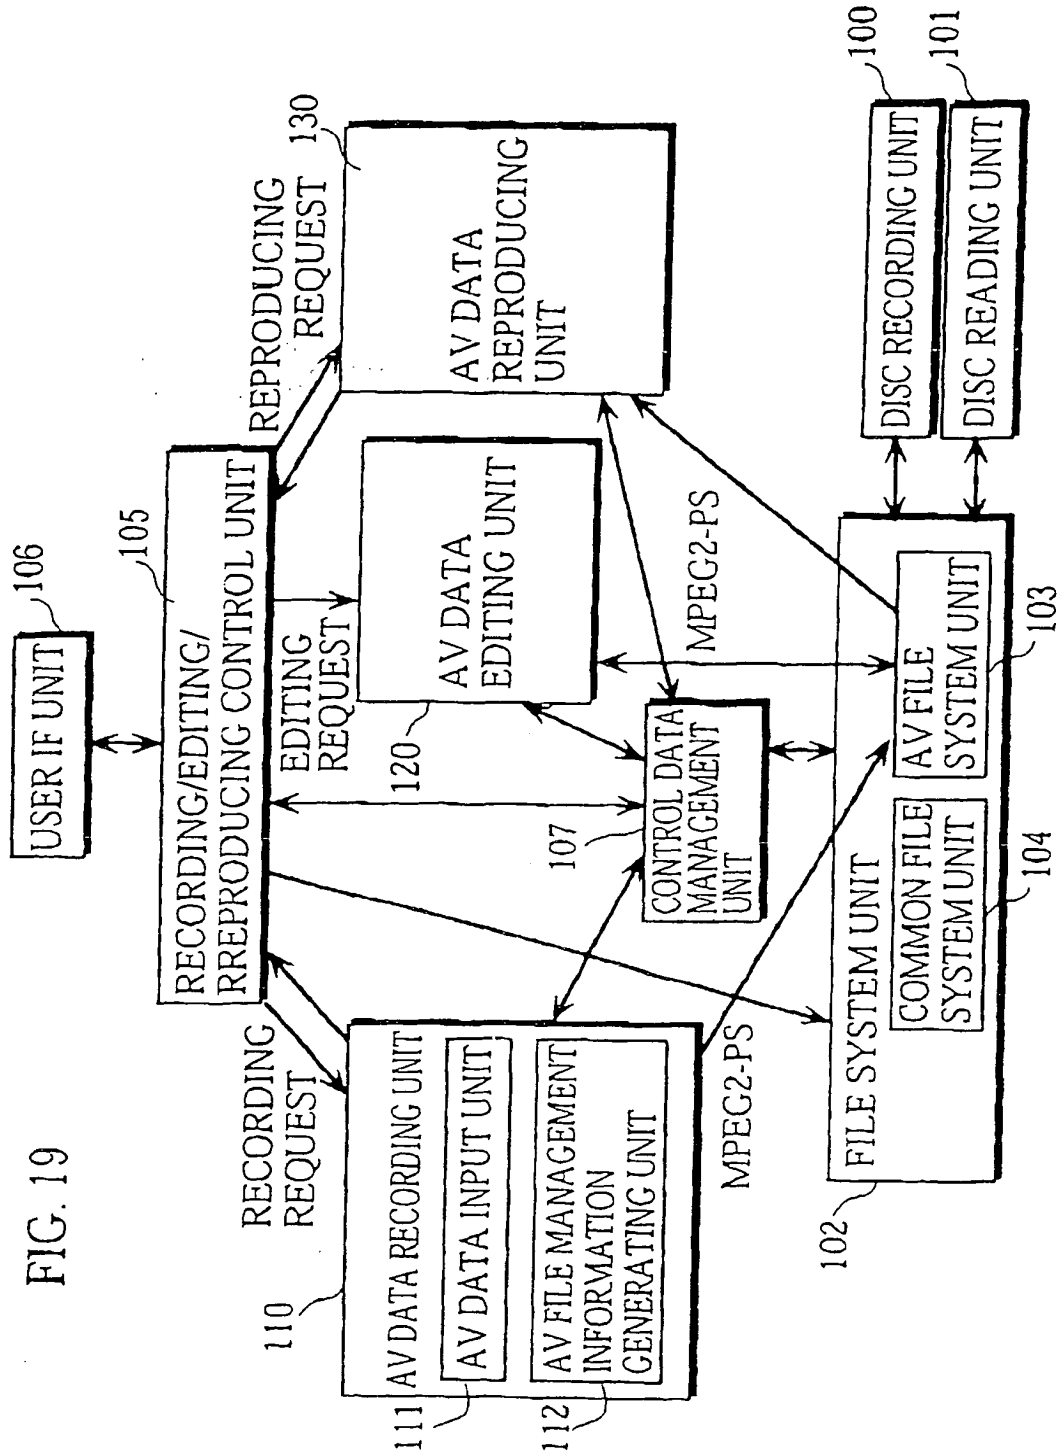 FIG. 19
USER IF UNIT
106
RECORDING/EDITING/
RREPRODUCING CONTROL UNIT
105
RECORDING
REQUEST
EDITING
REQUEST
REPRODUCING
REQUEST
110
AV DATA RECORDING UNIT
111
AV DATA INPUT UNIT
112
AV FILE MANAGEMENT
INFORMATION
GENERATING UNIT
120
AV DATA
EDITING UNIT
130
AV DATA
REPRODUCING
UNIT
107
CONTROL DATA
MANAGEMENT
UNIT
MPEG2-PS
MPEG2-PS
102
FILE SYSTEM UNIT
COMMON FILE
SYSTEM UNIT
104
AV FILE
SYSTEM UNIT
103
DISC RECORDING UNIT
100
DISC READING UNIT
101